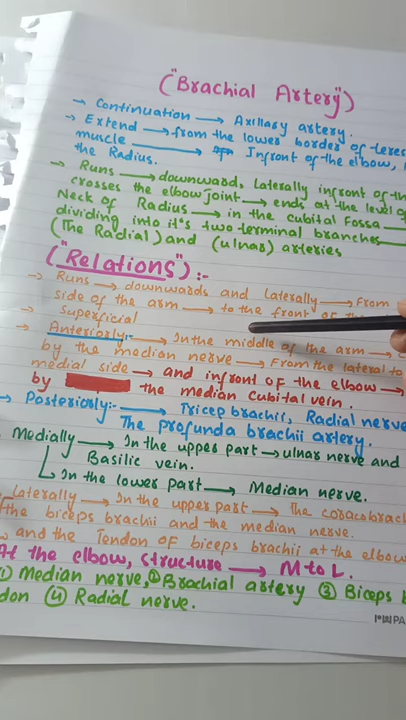 ("Brachial Artery")
→ Continuation → Axillary artery.
→ Extend → from the lower border of teres
muscle → Infront of the elbow,
the Radius.
→ Runs → downwards, Laterally infront of the
crosses the elbow joint → ends at the level of
Neck of Radius → in the Cubital Fossa
dividing into it's two terminal branches
(The Radial) and (ulnar) arteries
("Relations") :-
→ Runs → downwards and Laterally → From
side of the arm → to the front of the
→ Superficial
→ Anteriorly:- → In the middle of the arm →
by the median nerve → From the lateral to
medial side → and infront of the elbow →
by the median cubital vein.
→ Posteriorly:- → Tricep brachii, Radial nerve
The profunda brachii artery.
Medially → In the upper part → ulnar nerve and
Basilic vein.
In the lower part → Median nerve.
Laterally → In the upper part → The coracobrach
the biceps brachii and the median nerve.
and the Tendon OF biceps brachii at the elbow
At the elbow, structure → M to L.
① Median nerve, ② Brachial artery ③ Biceps
don ④ Radial nerve.